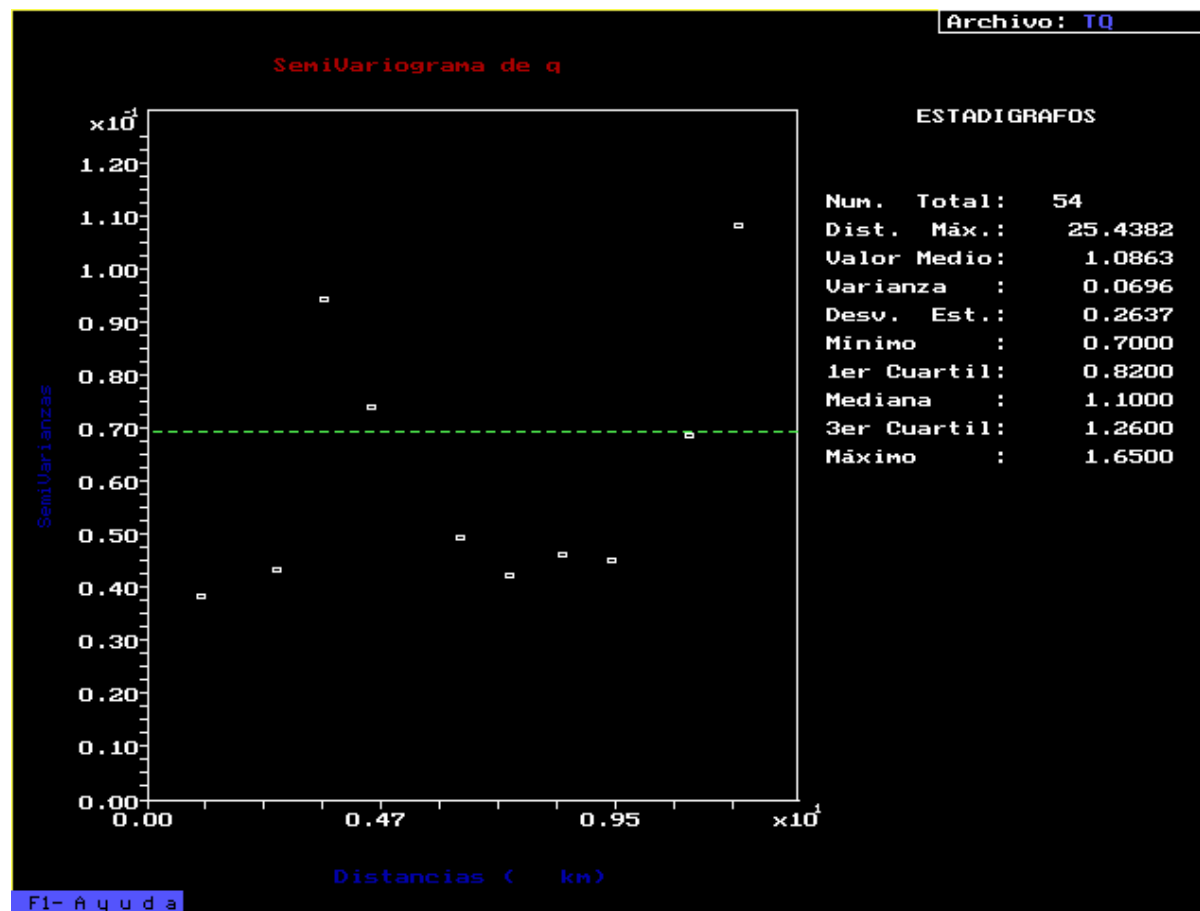 Archivo: TQ
SemiVariograma de q
x10-1
1.20
1.10
1.00
0.90
0.80
0.70
0.60
0.50
0.40
0.30
0.20
0.10
0.00
SemiVarianzas
0.00 0.47 0.95 x101
Distancias ( km)
ESTADIGRAFOS
Num. Total: 54
Dist. Máx.: 25.4382
Valor Medio: 1.0863
Varianza : 0.0696
Desv. Est.: 0.2637
Mínimo : 0.7000
1er Cuartil: 0.8200
Mediana : 1.1000
3er Cuartil: 1.2600
Máximo : 1.6500
F1- A y u d a